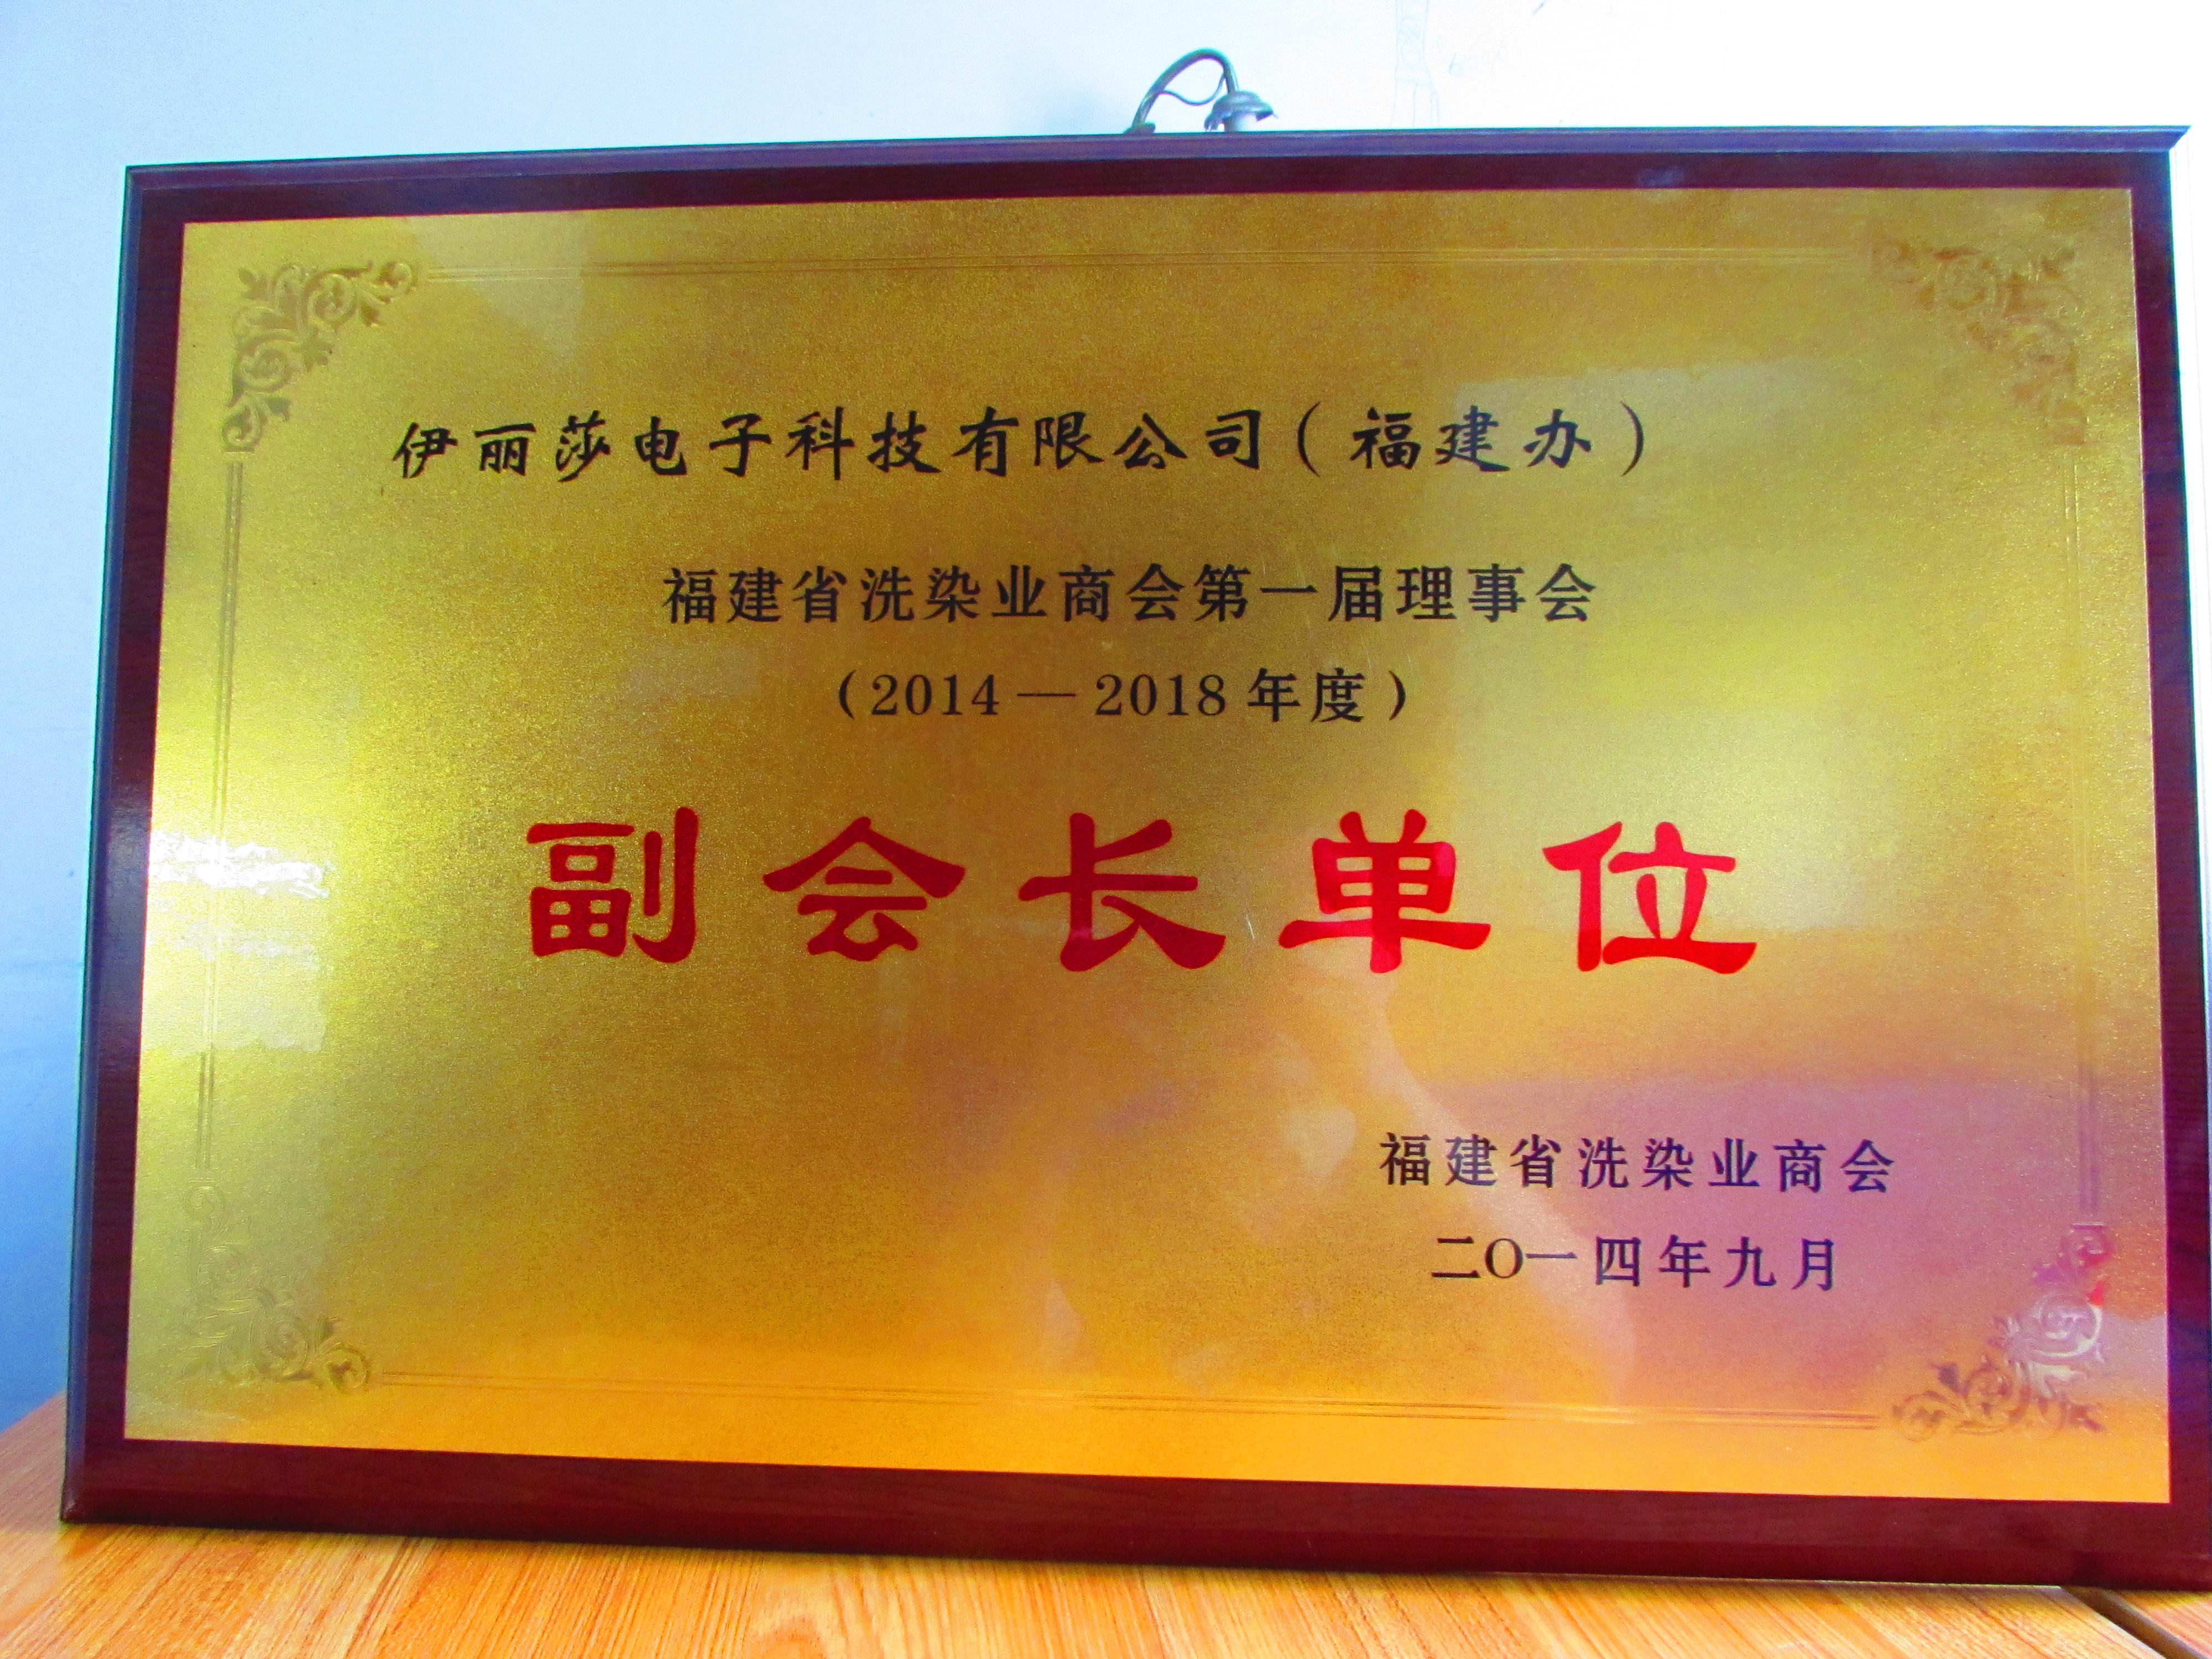 伊丽莎电子科技有限公司（福建办）
福建省洗染业商会第一届理事会
（2014—2018年度）
副会长单位
福建省洗染业商会
二〇一四年九月